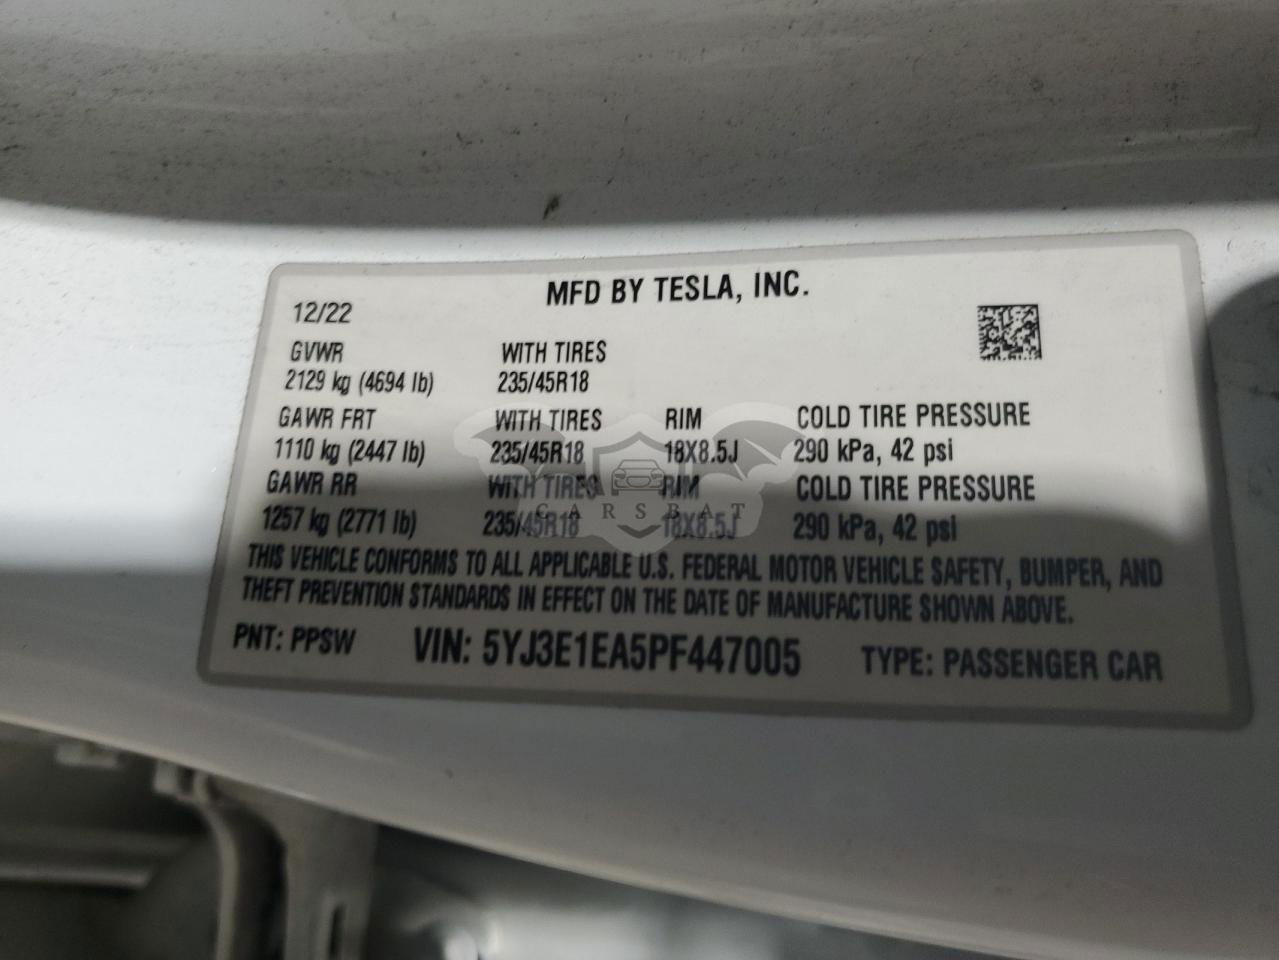 MFD BY TESLA, INC.
12/22
GVWR WITH TIRES
2129 kg (4694 lb) 235/45R18
GAWR FRT WITH TIRES RIM COLD TIRE PRESSURE
1110 kg (2447 lb) 235/45R18 18X8.5J 290 kPa, 42 psi
GAWR RR WITH TIRES RIM COLD TIRE PRESSURE
1257 kg (2771 lb) 235/45R18 18X8.5J 290 kPa, 42 psi
CARSBAT
THIS VEHICLE CONFORMS TO ALL APPLICABLE U.S. FEDERAL MOTOR VEHICLE SAFETY, BUMPER, AND
THEFT PREVENTION STANDARDS IN EFFECT ON THE DATE OF MANUFACTURE SHOWN ABOVE.
PNT: PPSW VIN: 5YJ3E1EA5PF447005 TYPE: PASSENGER CAR